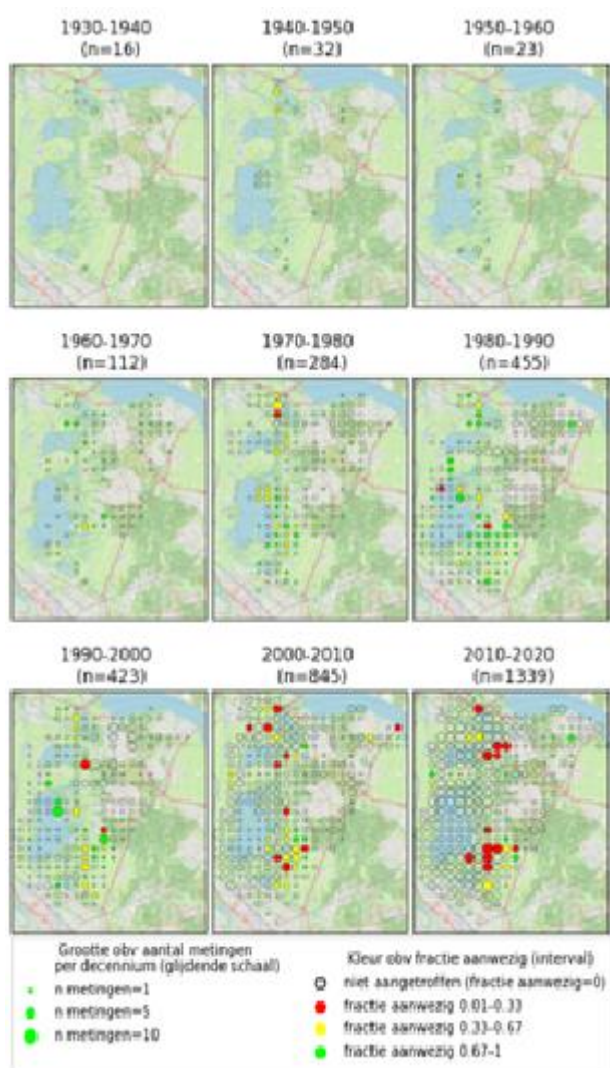 1930-1940 1940-1950 1950-1960
(n=16) (n=32) (n=23)
1960-1970 1970-1980 1980-1990
(n=112) (n=284) (n=455)
1990-2000 2000-2010 2010-2020
(n=423) (n=845) (n=1339)
Grootte obv aantal metingen
per decennium (glijdende schaal)
n metingen=1
n metingen=5
n metingen=10
Kleur obv fractie aanwezig (interval)
niet aangetroffen (fractie aanwezig=0)
fractie aanwezig 0.01-0.33
fractie aanwezig 0.33-0.67
fractie aanwezig 0.67-1